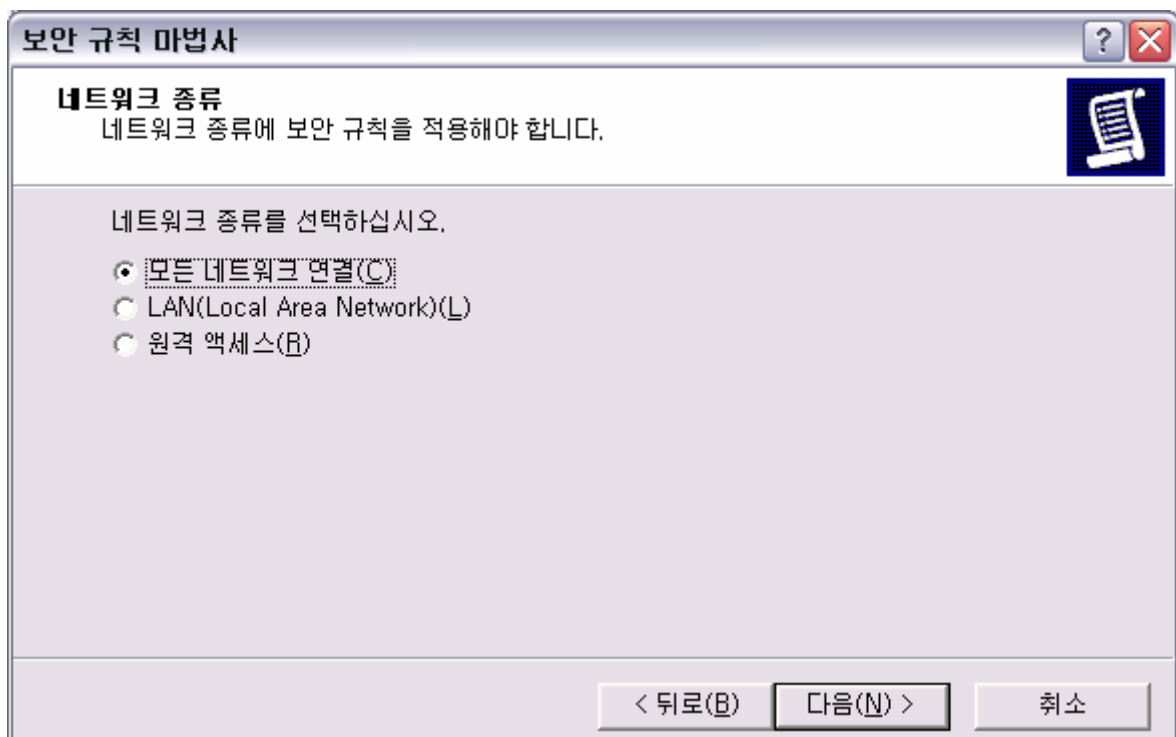 보안 규칙 마법사
?
네트워크 종류
네트워크 종류에 보안 규칙을 적용해야 합니다.
네트워크 종류를 선택하십시오.
모든 네트워크 연결(C)
LAN(Local Area Network)(L)
원격 액세스(R)
< 뒤로(B) 다음(N) > 취소